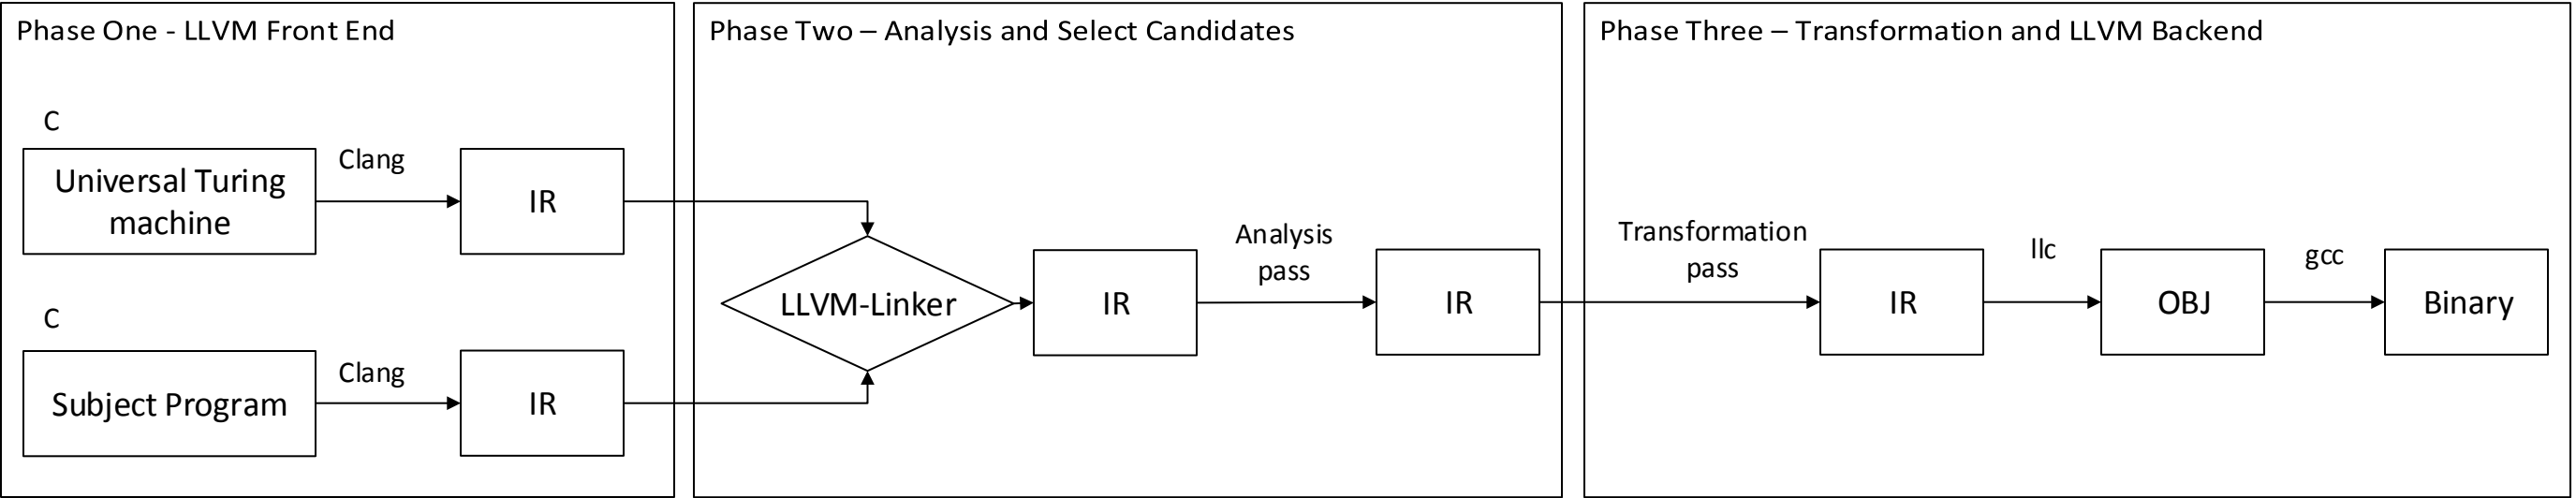 Phase One - LLVM Front End
C
Universal Turing
machine
Clang
IR
C
Subject Program
Clang
IR
Phase Two – Analysis and Select Candidates
LLVM-Linker
IR
Analysis
pass
IR
Phase Three – Transformation and LLVM Backend
Transformation
pass
IR
llc
OBJ
gcc
Binary